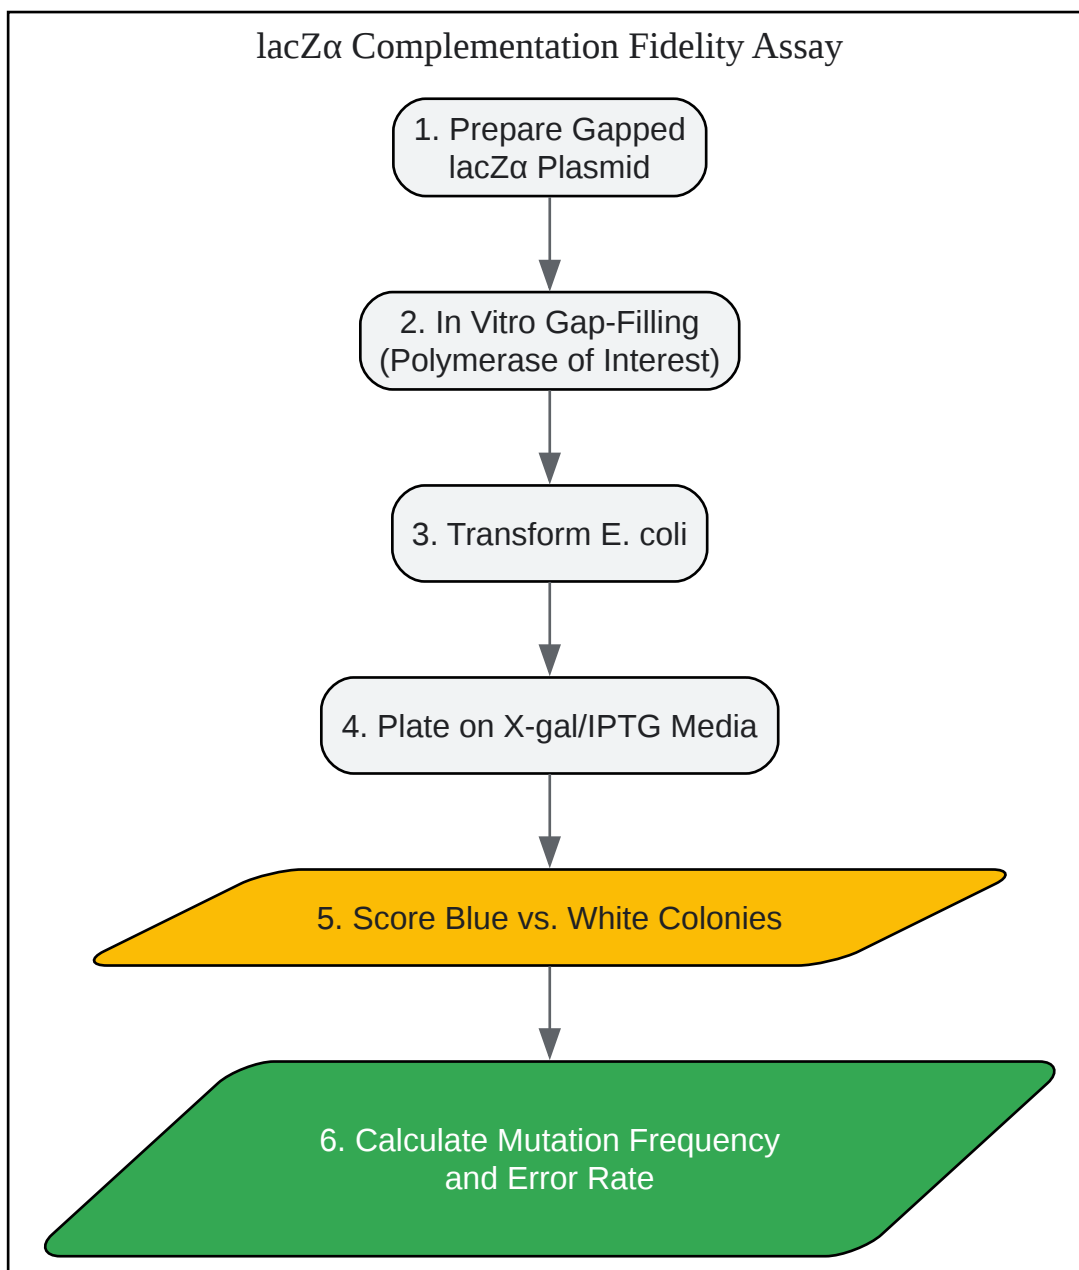 lacZα Complementation Fidelity Assay
1. Prepare Gapped
lacZα Plasmid
2. In Vitro Gap-Filling
(Polymerase of Interest)
3. Transform E. coli
4. Plate on X-gal/IPTG Media
5. Score Blue vs. White Colonies
6. Calculate Mutation Frequency
and Error Rate